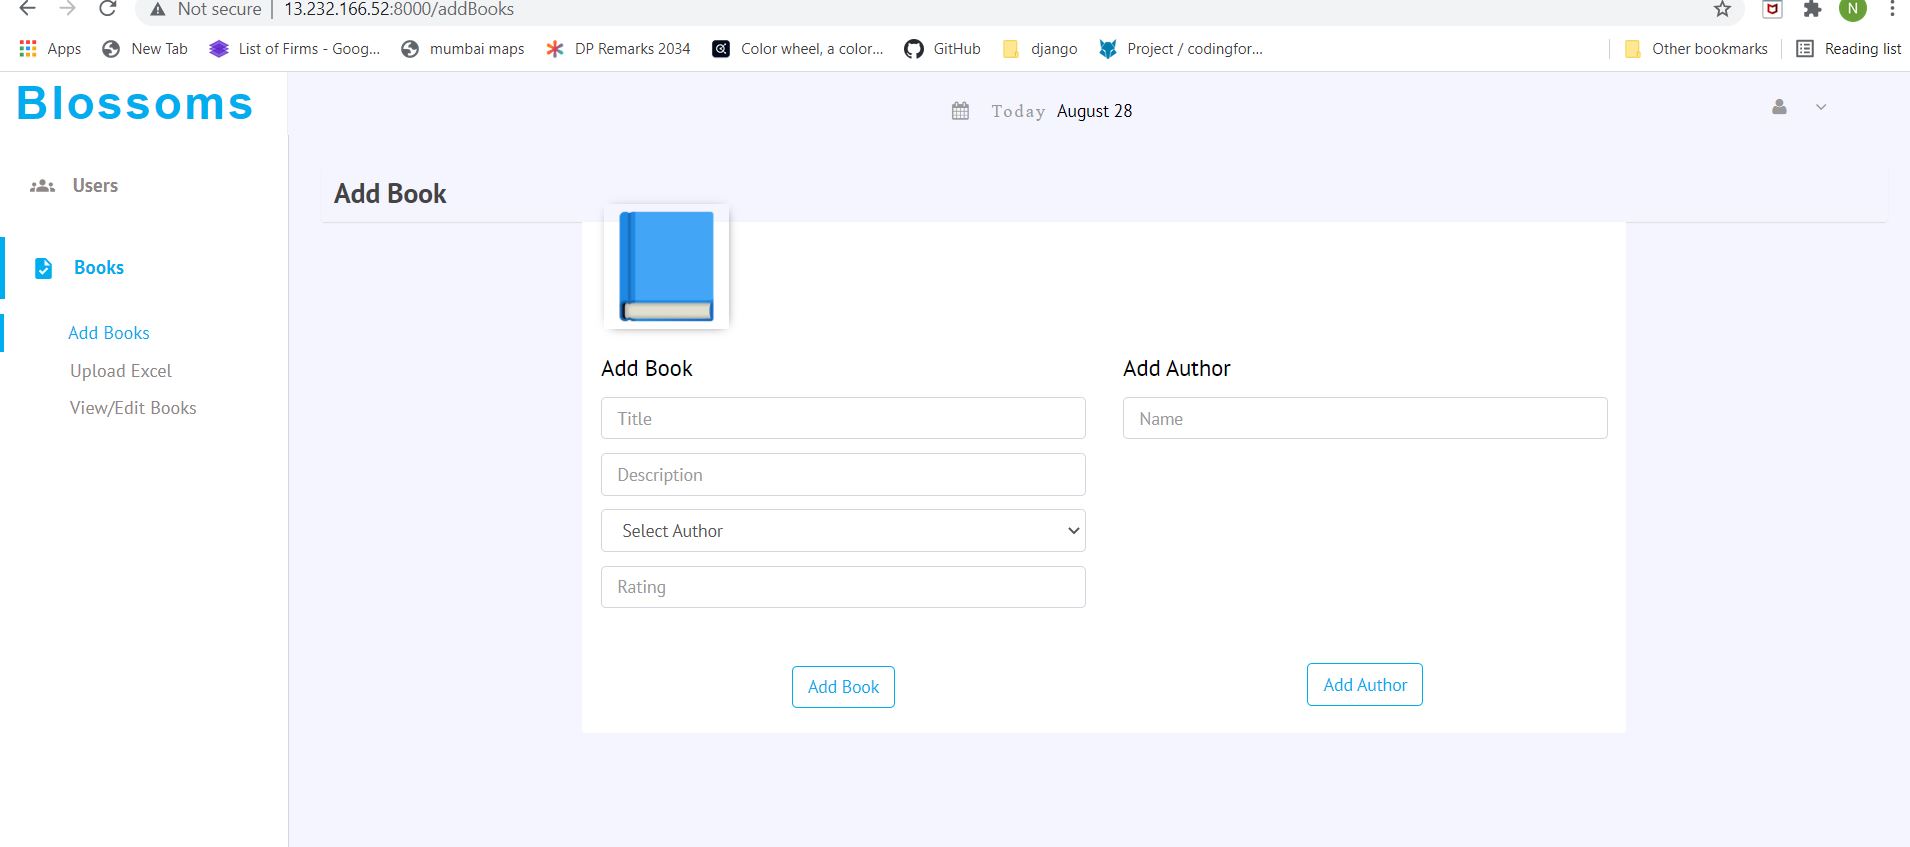 Not secure | 13.232.166.52:8000/addBooks N
Apps New Tab List of Firms - Goog... mumbai maps DP Remarks 2034 Color wheel, a color... GitHub django Project / codingfor... Other bookmarks Reading list
Blossoms
Today August 28
Users
Add Book
Books
Add Books
Upload Excel
View/Edit Books
Add Book
Title
Description
Select Author
Rating
Add Book
Add Author
Name
Add Author